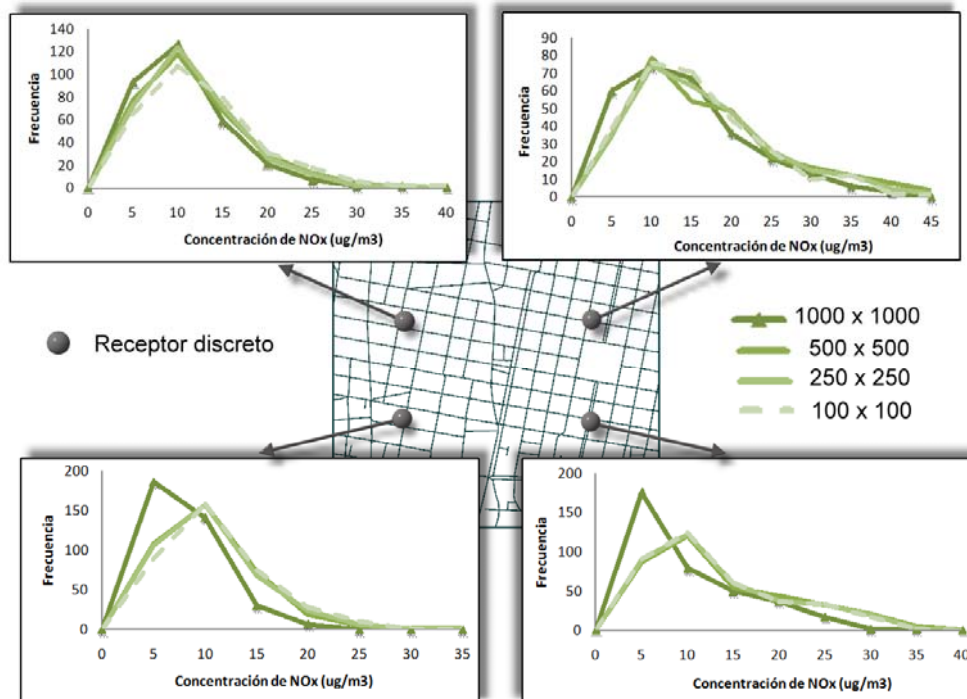 140
120
100
80
60
40
20
0
Frecuencia
0 5 10 15 20 25 30 35 40
Concentración de NOx (ug/m3)
90
80
70
60
50
40
30
20
10
0
Frecuencia
0 5 10 15 20 25 30 35 40 45
Concentración de NOx (ug/m3)
Receptor discreto
1000 x 1000
500 x 500
250 x 250
100 x 100
200
150
100
50
0
Frecuencia
0 5 10 15 20 25 30 35
Concentración de NOx (ug/m3)
200
150
100
50
0
Frecuencia
0 5 10 15 20 25 30 35 40
Concentración de NOx (ug/m3)